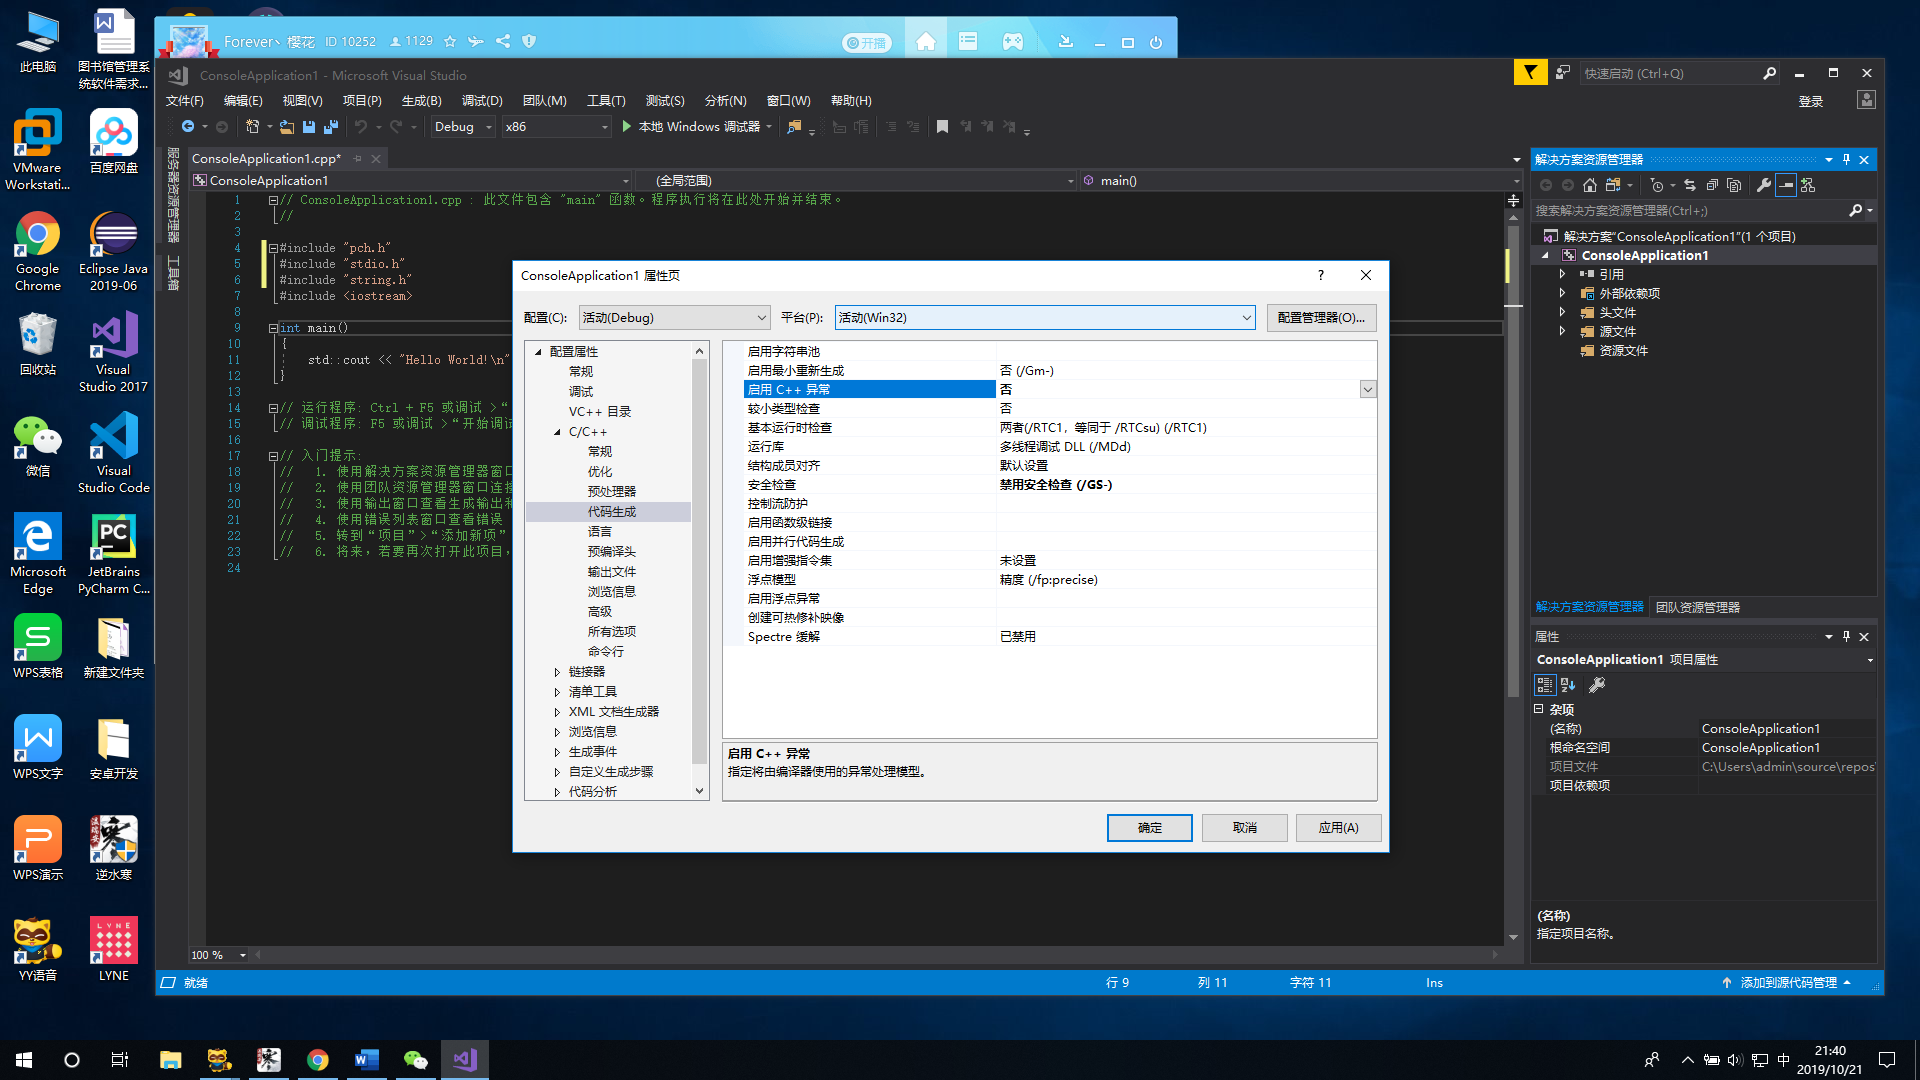 此电脑
图书馆管理系
统软件需求...
VMware
Workstati...
百度网盘
Google
Chrome
Eclipse Java
2019-06
回收站
Visual
Studio 2017
微信
Visual
Studio Code
Microsoft
Edge
JetBrains
PyCharm C...
WPS表格
新建文件夹
WPS文字
安卓开发
WPS演示
逆水寒
YY语音
LYNE
Forever丶樱花 ID 10252 1129
开播
ConsoleApplication1 - Microsoft Visual Studio
快速启动 (Ctrl+Q)
文件(F) 编辑(E) 视图(V) 项目(P) 生成(B) 调试(D) 团队(M) 工具(T) 测试(S) 分析(N) 窗口(W) 帮助(H)
登录
Debug x86 本地 Windows 调试器
服务器资源管理器
工具箱
ConsoleApplication1.cpp*
ConsoleApplication1 (全局范围) main()
1 // ConsoleApplication1.cpp : 此文件包含 "main" 函数。程序执行将在此处开始并结束。
2 //
3
4 #include "pch.h"
5 #include "stdio.h"
6 #include "string.h"
7 #include <iostream>
8
9 int main()
10 {
11 std::cout << "Hello World!\n"
12 }
13
14 // 运行程序: Ctrl + F5 或调试 >“
15 // 调试程序: F5 或调试 >“开始调试
16
17 // 入门提示:
18 // 1. 使用解决方案资源管理器窗口
19 // 2. 使用团队资源管理器窗口连接
20 // 3. 使用输出窗口查看生成输出和
21 // 4. 使用错误列表窗口查看错误
22 // 5. 转到“项目”>“添加新项”
23 // 6. 将来，若要再次打开此项目，
24
100 %
ConsoleApplication1 属性页
?
配置(C): 活动(Debug) 平台(P): 活动(Win32) 配置管理器(O)...
配置属性
常规
调试
VC++ 目录
C/C++
常规
优化
预处理器
代码生成
语言
预编译头
输出文件
浏览信息
高级
所有选项
命令行
链接器
清单工具
XML 文档生成器
浏览信息
生成事件
自定义生成步骤
代码分析
启用字符串池
启用最小重新生成 否 (/Gm-)
启用 C++ 异常 否
较小类型检查 否
基本运行时检查 两者(/RTC1，等同于 /RTCsu) (/RTC1)
运行库 多线程调试 DLL (/MDd)
结构成员对齐 默认设置
安全检查 禁用安全检查 (/GS-)
控制流防护
启用函数级链接
启用并行代码生成
启用增强指令集 未设置
浮点模型 精度 (/fp:precise)
启用浮点异常
创建可热修补映像
Spectre 缓解 已禁用
启用 C++ 异常
指定将由编译器使用的异常处理模型。
确定 取消 应用(A)
解决方案资源管理器
搜索解决方案资源管理器(Ctrl+;)
解决方案"ConsoleApplication1"(1 个项目)
ConsoleApplication1
引用
外部依赖项
头文件
源文件
资源文件
解决方案资源管理器 团队资源管理器
属性
ConsoleApplication1 项目属性
杂项
(名称) ConsoleApplication1
根命名空间 ConsoleApplication1
项目文件 C:\Users\admin\source\repos
项目依赖项
(名称)
指定项目名称。
就绪 行 9 列 11 字符 11 Ins 添加到源代码管理
中
21:40
2019/10/21